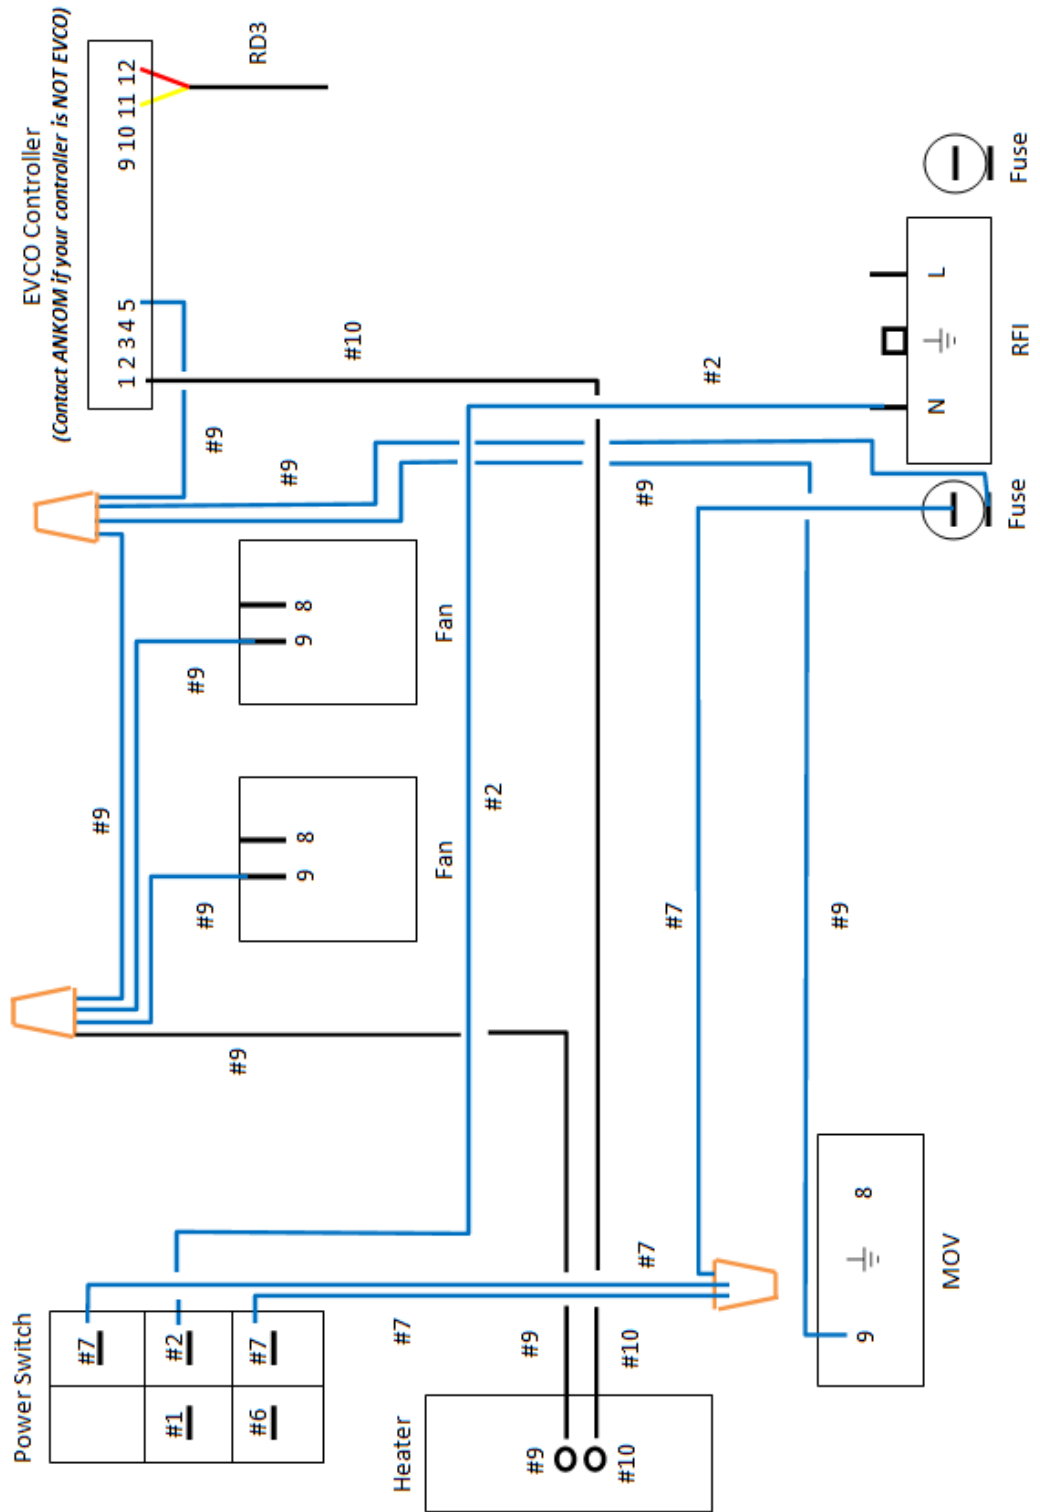 EVCO Controller
(Contact ANKOM if your controller is NOT EVCO)
1 2 3 4 5 9 10 11 12
RD3
#10
#9
#9
#9
#9
#9
#9
#9
9 8
Fan
9 8
Fan
#2
#2
N L
RFI
Fuse
Fuse
#7
#9
#7
#7
Power Switch
#7
#1 #2
#6 #7
Heater
#9
#10
#9
#10
9 8
MOV